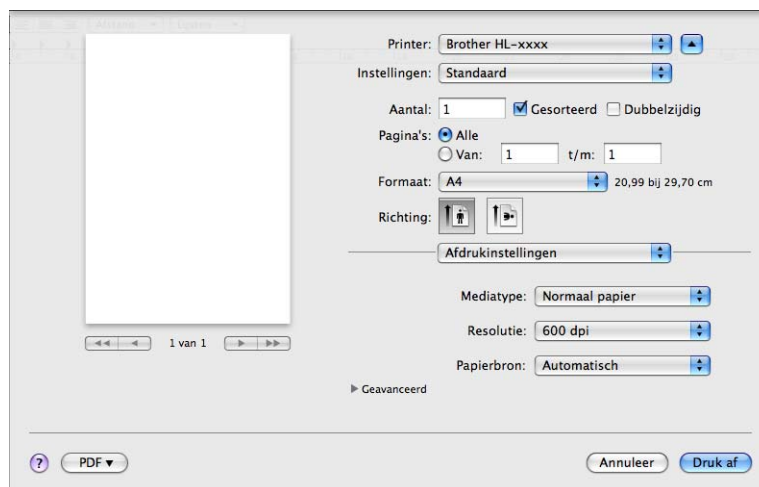 Printer: Brother HL-xxxx
Instellingen: Standaard
Aantal: 1 Gesorteerd Dubbelzijdig
Pagina's: Alle
Van: 1 t/m: 1
Formaat: A4 20,99 bij 29,70 cm
Richting:
Afdrukinstellingen
Mediatype: Normaal papier
Resolutie: 600 dpi
Papierbron: Automatisch
Geavanceerd
1 van 1
? PDF Annuleer Druk af